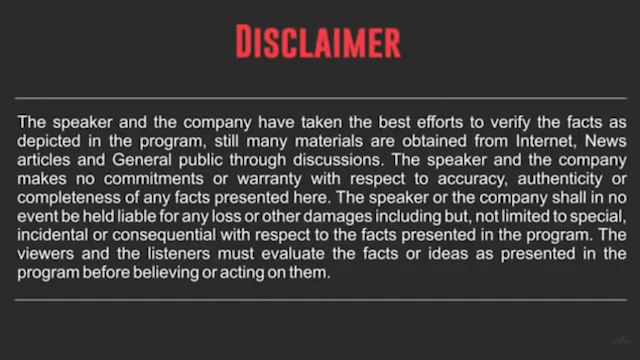 DISCLAIMER
The speaker and the company have taken the best efforts to verify the facts as
depicted in the program, still many materials are obtained from Internet, News
articles and General public through discussions. The speaker and the company
makes no commitments or warranty with respect to accuracy, authenticity or
completeness of any facts presented here. The speaker or the company shall in no
event be held liable for any loss or other damages including but, not limited to special,
incidental or consequential with respect to the facts presented in the program. The
viewers and the listeners must evaluate the facts or ideas as presented in the
program before believing or acting on them.